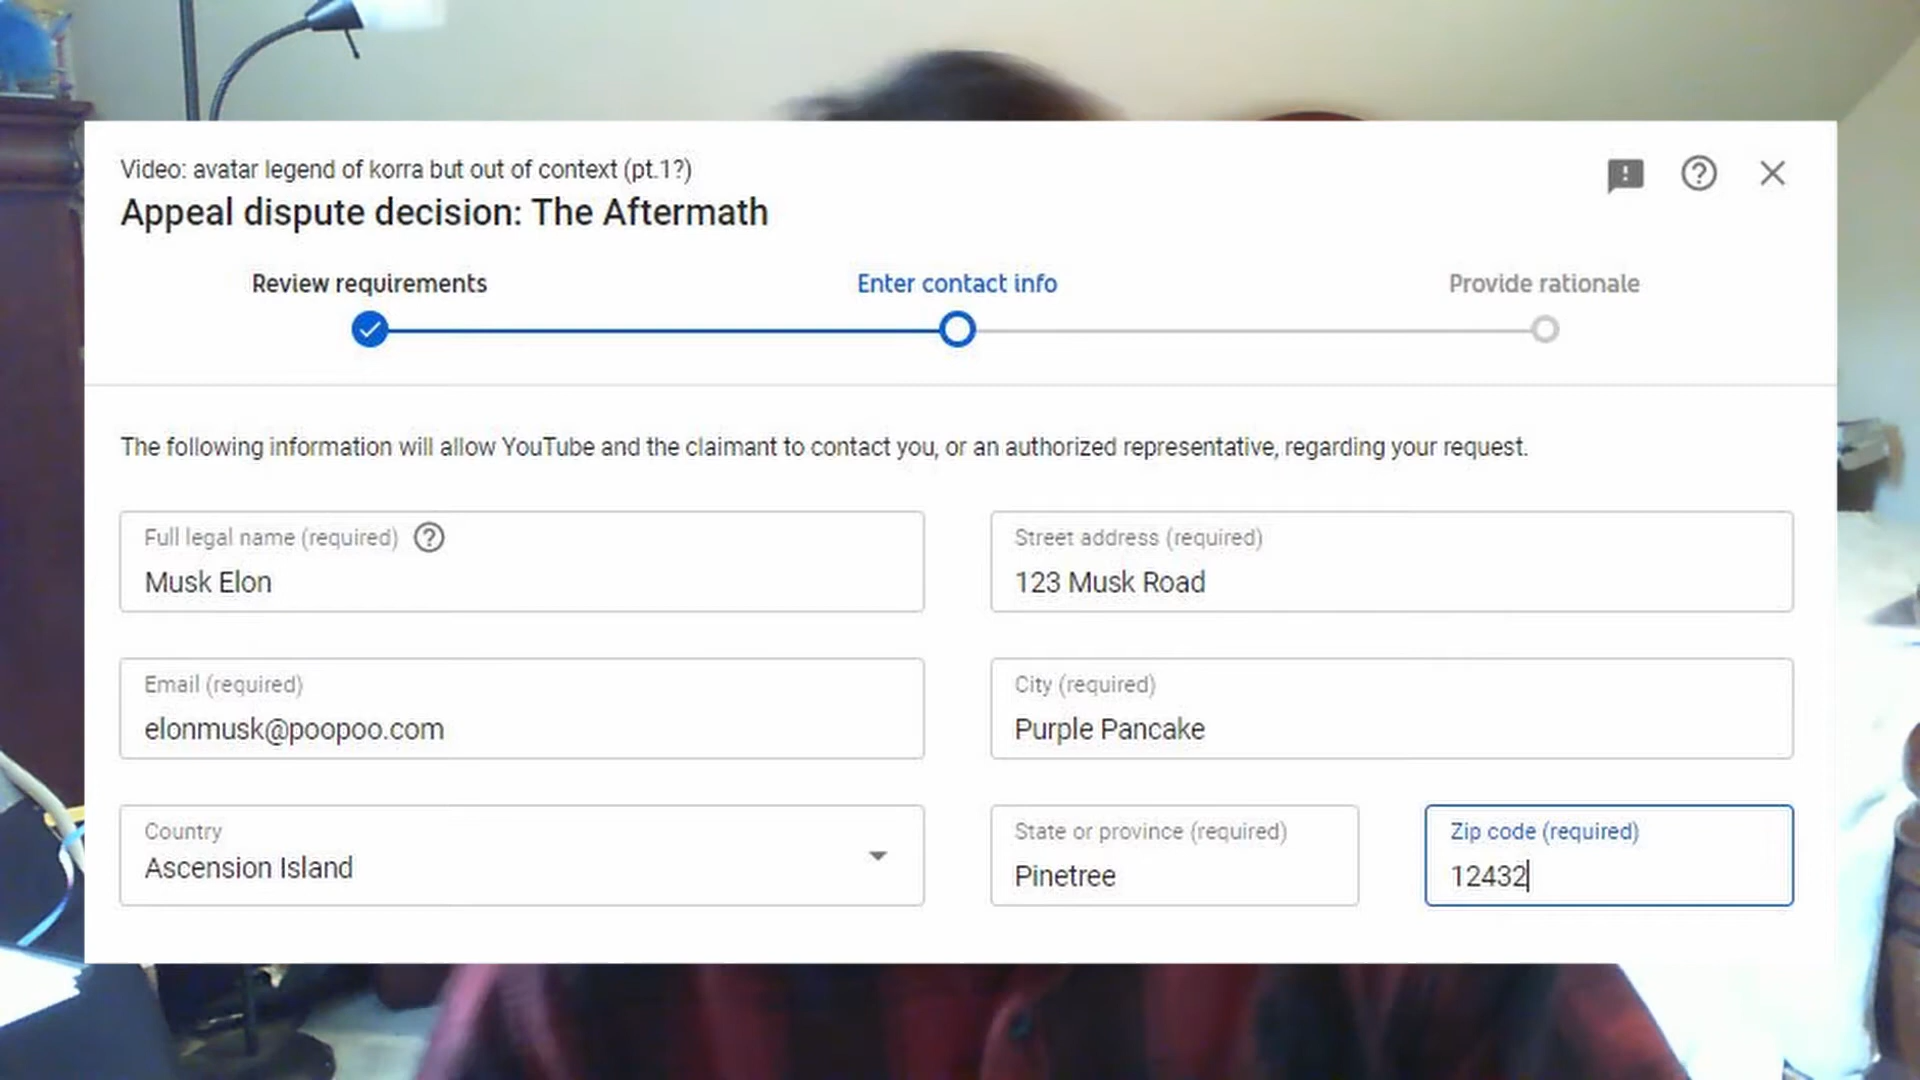 Video: avatar legend of korra but out of context (pt.1?)
Appeal dispute decision: The Aftermath
Review requirements
Enter contact info
Provide rationale
The following information will allow YouTube and the claimant to contact you, or an authorized representative, regarding your request.
Full legal name (required)
Musk Elon
Street address (required)
123 Musk Road
Email (required)
elonmusk@poopoo.com
City (required)
Purple Pancake
Country
Ascension Island
State or province (required)
Pinetree
Zip code (required)
12432